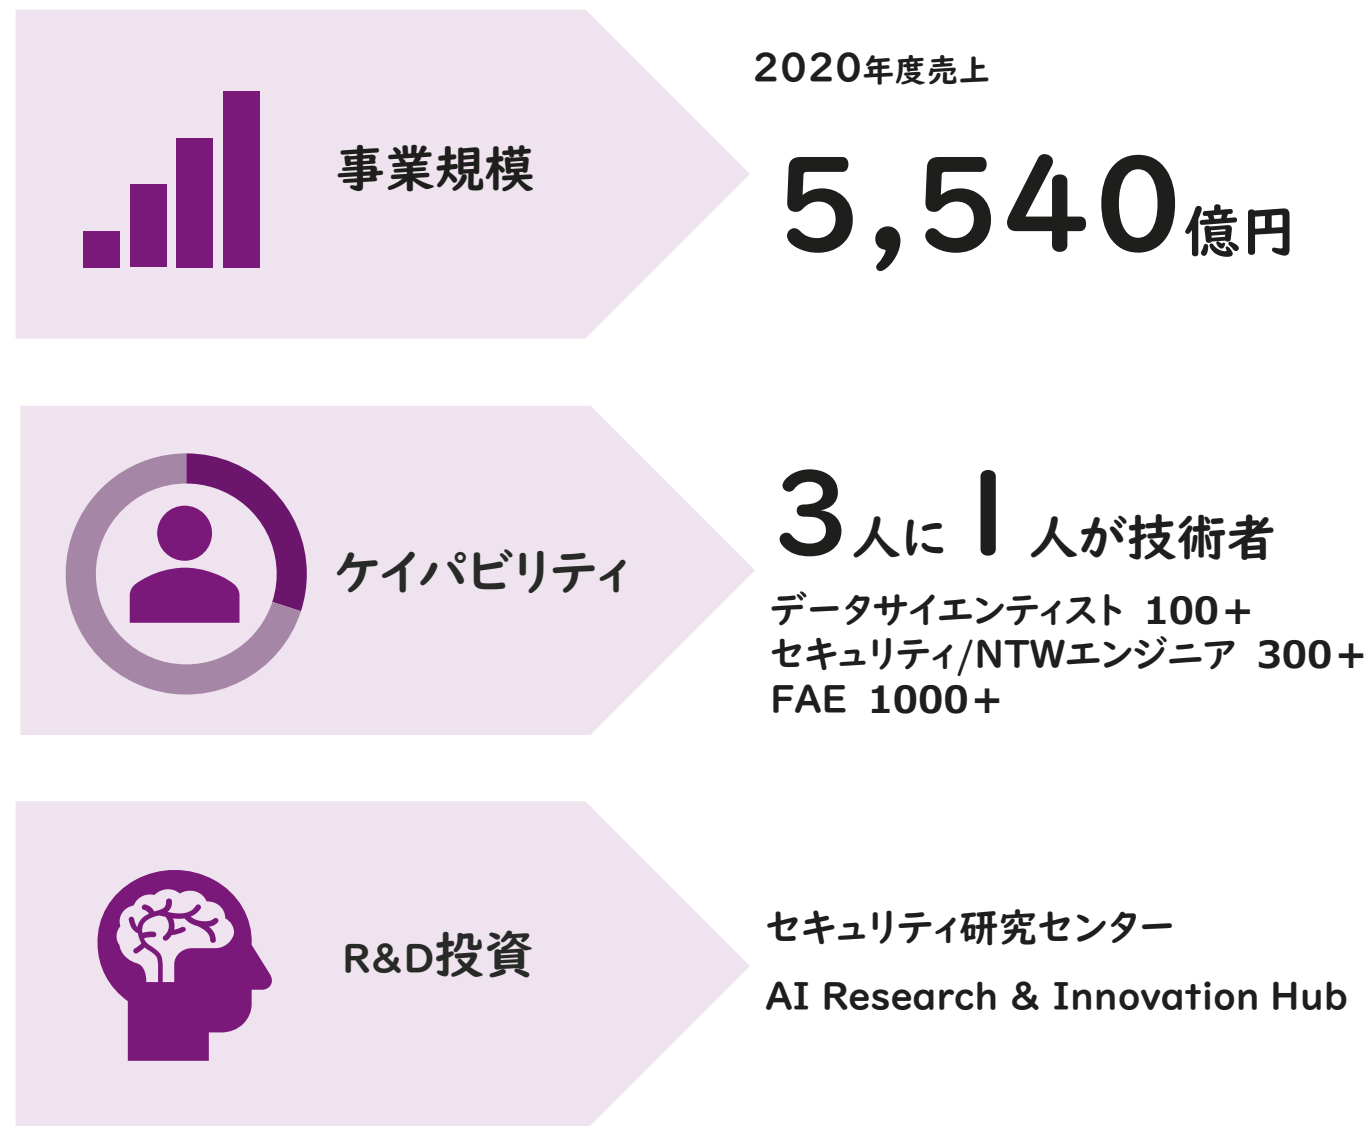 事業規模
2020年度売上
5,540億円
ケイパビリティ
3人に1人が技術者
データサイエンティスト 100+
セキュリティ/NTWエンジニア 300+
FAE 1000+
R&D投資
セキュリティ研究センター
AI Research & Innovation Hub